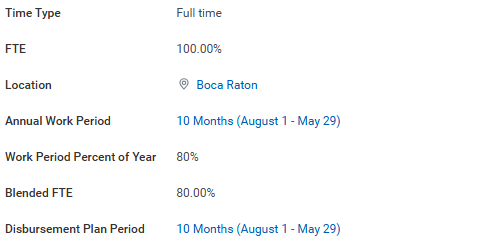 Time Type Full time
FTE 100.00%
Location Boca Raton
Annual Work Period 10 Months (August 1 - May 29)
Work Period Percent of Year 80%
Blended FTE 80.00%
Disbursement Plan Period 10 Months (August 1 - May 29)